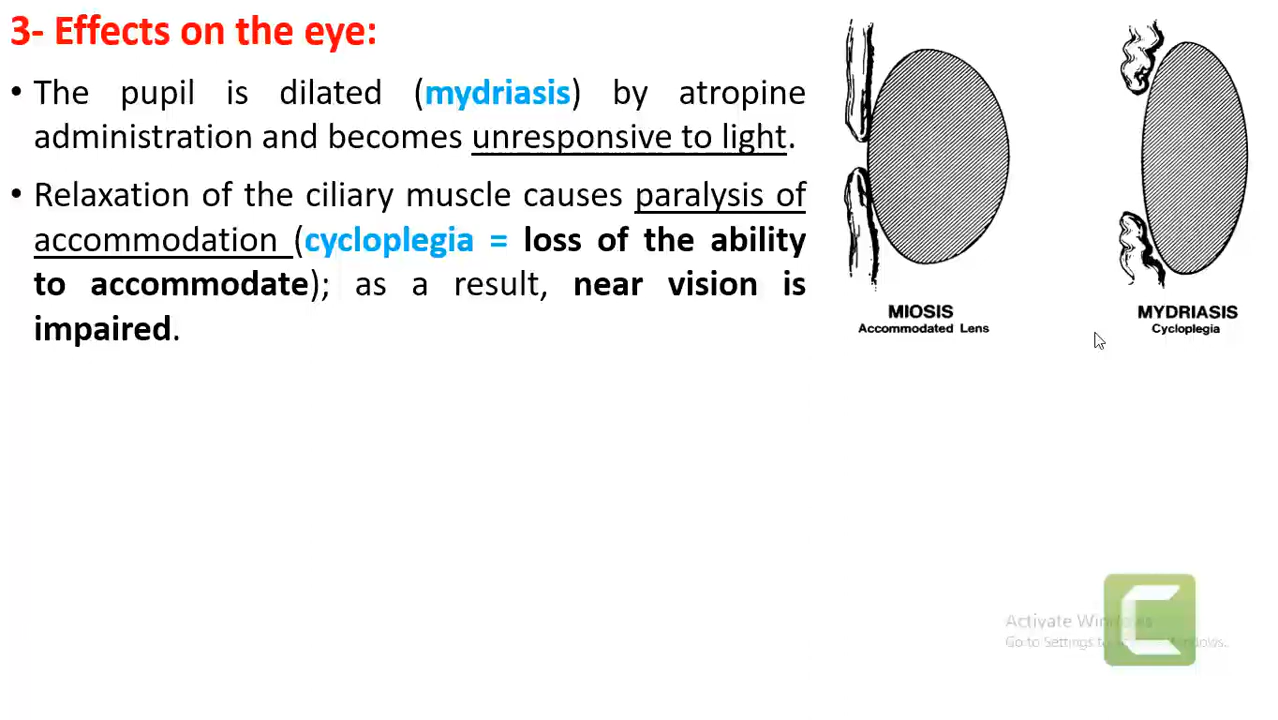 3- Effects on the eye:
• The pupil is dilated (mydriasis) by atropine
administration and becomes unresponsive to light.
• Relaxation of the ciliary muscle causes paralysis of
accommodation (cycloplegia = loss of the ability
to accommodate); as a result, near vision is
impaired.
MIOSIS
Accommodated Lens
MYDRIASIS
Cycloplegia
Activate Windows
Go to Settings to Windows.